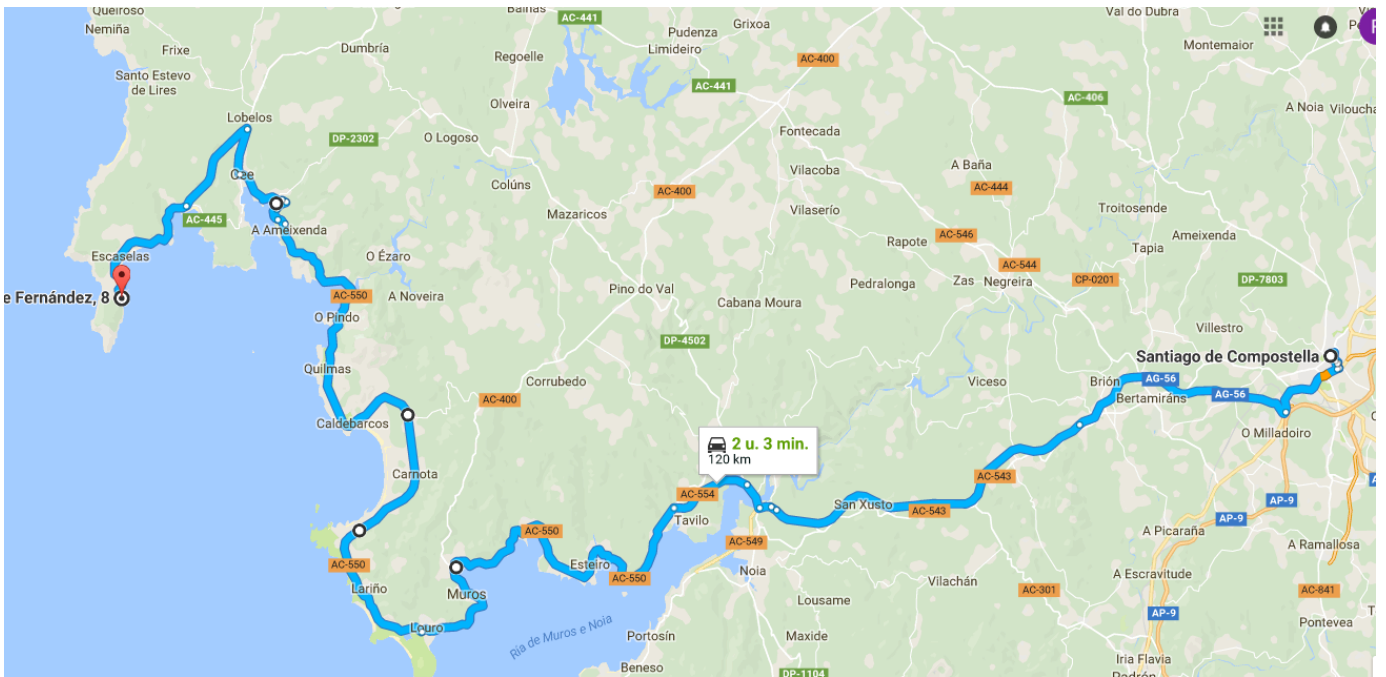 Queiroso
Bainas
AC-441
Grixoa
Val do Dubra
Nemiña
Pudenza
Frixe
Dumbría
Regoelle
Limideiro
Montemaior
AC-400
Santo Estevo
de Lires
AC-441
AC-406
Olveira
A Noia
Lobelos
DP-2302
O Logoso
Fontecada
A Baña
Cee
Colúns
Vilacoba
AC-444
AC-400
Mazaricos
Vilaserío
Troitosende
AC-445
A Ameixenda
AC-546
Ameixenda
Rapote
Tapia
Escaselas
O Ézaro
AC-544
e Fernández, 8
A Noveira
Pino do Val
Cabana Moura
Pedralonga
Zas
Negreira
CP-0201
DP-7803
AC-550
O Pindo
Villestro
DP-4502
Santiago de Compostella
Quilmas
Corrubedo
Viceso
Brión
AG-56
Bertamiráns
AG-56
AC-400
Caldebarcos
O Milladoiro
2 u. 3 min.
120 km
Carnota
AC-543
AC-554
San Xusto
AC-543
AP-9
Tavilo
AP-9
AC-550
A Picaraña
AC-549
A Ramallosa
AC-550
Esteiro
AC-550
Noia
Vilachán
A Escravitude
Lariño
Muros
AC-301
AC-841
Lousame
AP-9
Louro
Ría de Muros e Noia
Portosín
Maxide
Pontevea
Iria Flavia
Beneso
DP-1104
Padrón